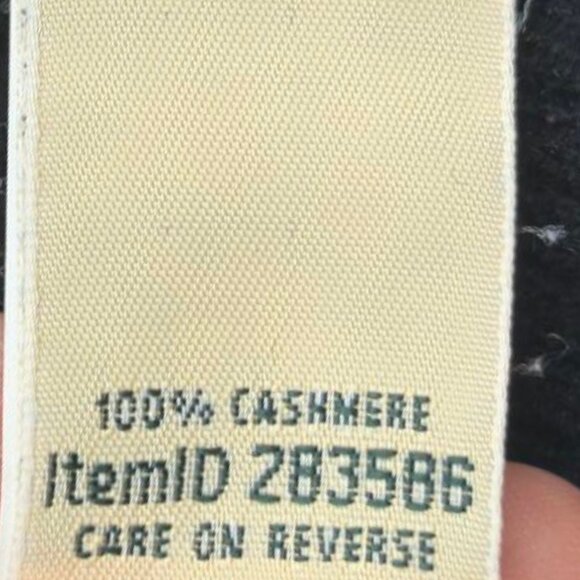 100% CASHMERE
ItemID 283586
CARE ON REVERSE